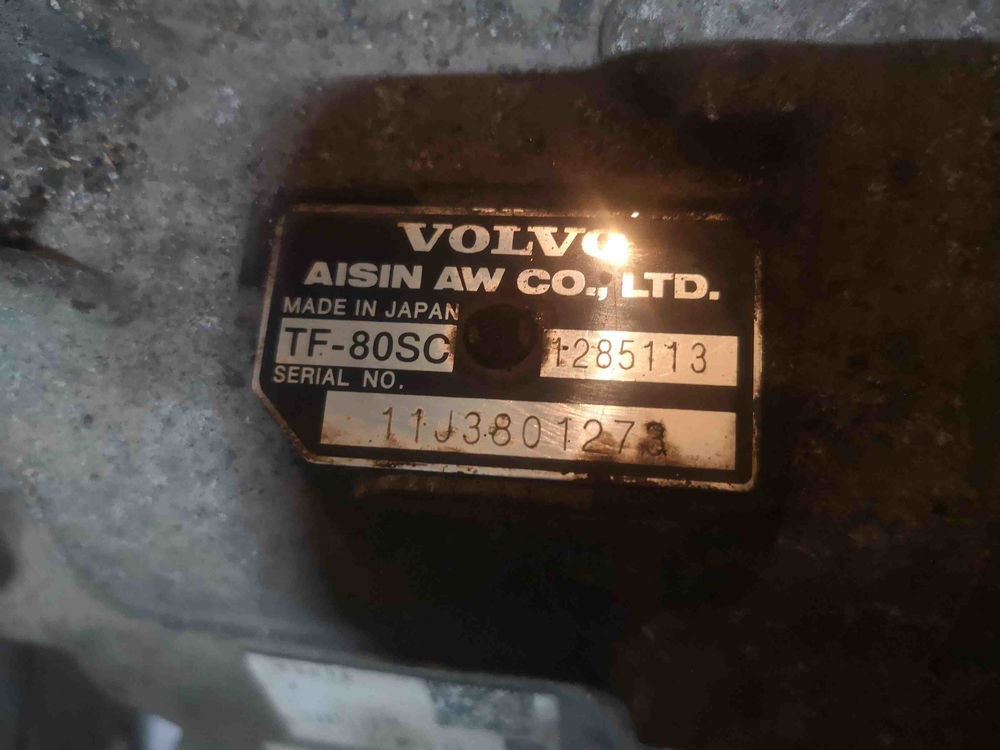 VOLVO
AISIN AW CO., LTD.
MADE IN JAPAN
TF-80SC 1285113
SERIAL NO.
11J3801273